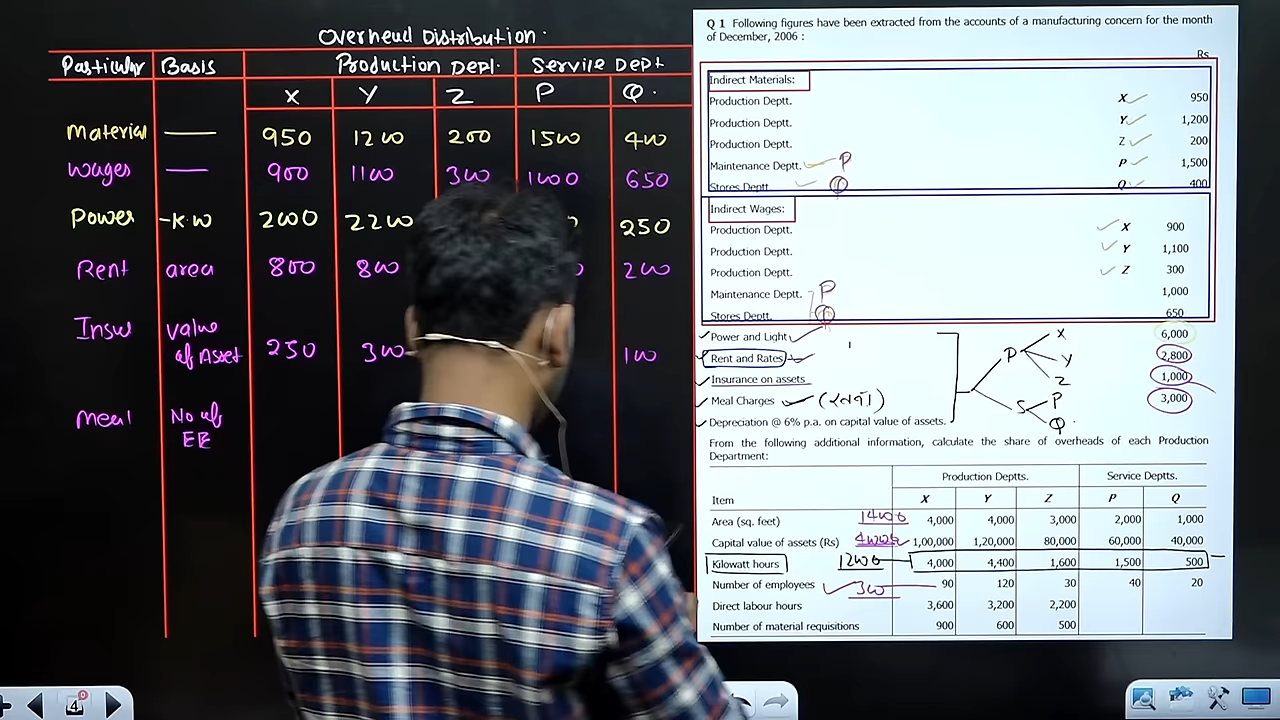 Overhead Distribution.
Particular Basis Production Dept. Service Dept
X Y Z P Q.
Material — 950 1200 200 1500 400
Wages — 900 1100 300 1000 650
Power - K.W 2000 2200 250
Rent area 800 800 200
Insur value of Asset 250 300 100
Meal No of EE
4
Q 1 Following figures have been extracted from the accounts of a manufacturing concern for the month
of December, 2006 :
Rs
Indirect Materials:
Production Deptt. X 950
Production Deptt. Y 1,200
Production Deptt. Z 200
Maintenance Deptt. P P 1,500
Stores Deptt. Q Q 400
Indirect Wages:
Production Deptt. X 900
Production Deptt. Y 1,100
Production Deptt. Z 300
Maintenance Deptt. P 1,000
Stores Deptt. Q 650
Power and Light 6,000
Rent and Rates 2,800
Insurance on assets 1,000
Meal Charges (खाना) 3,000
Depreciation @ 6% p.a. on capital value of assets.
P X Y Z
S P Q
From the following additional information, calculate the share of overheads of each Production
Department:
Production Deptts. Service Deptts.
Item X Y Z P Q
Area (sq. feet) 14000 4,000 4,000 3,000 2,000 1,000
Capital value of assets (Rs) 1,00,000 1,20,000 80,000 60,000 40,000
Kilowatt hours 12000 4,000 4,400 1,600 1,500 500
Number of employees 300 90 120 30 40 20
Direct labour hours 3,600 3,200 2,200
Number of material requisitions 900 600 500